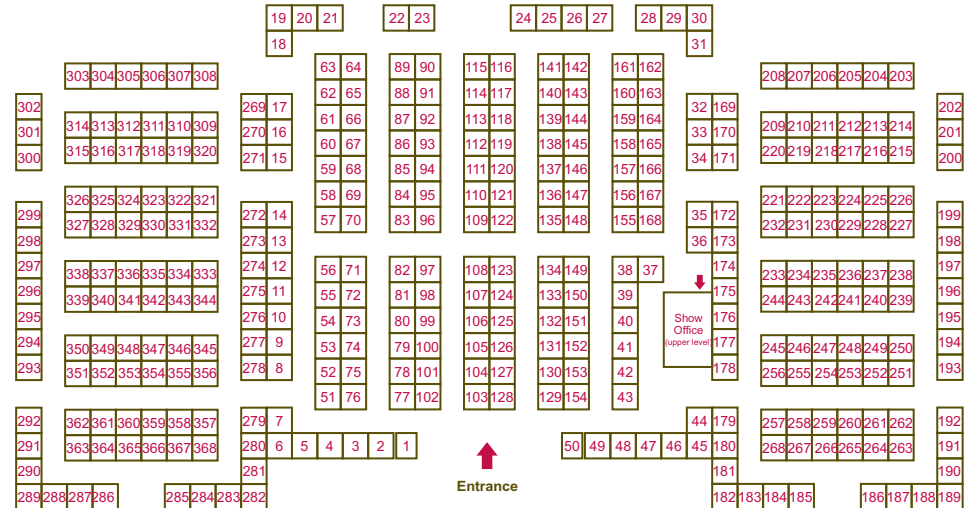 19 20 21 22 23 24 25 26 27 28 29 30
18 31
63 64 89 90 115 116 141 142 161 162
303 304 305 306 307 308 208 207 206 205 204 203
62 65 88 91 114 117 140 143 160 163
302 269 17 32 169 202
61 66 87 92 113 118 139 144 159 164
314 313 312 311 310 309 209 210 211 212 213 214
301 270 16 33 170 201
60 67 86 93 112 119 138 145 158 165
315 316 317 318 319 320 220 219 218 217 216 215
300 271 15 34 171 200
59 68 85 94 111 120 137 146 157 166
58 69 84 95 110 121 136 147 156 167
326 325 324 323 322 321 221 222 223 224 225 226
299 272 14 35 172 199
57 70 83 96 109 122 135 148 155 168
327 328 329 330 331 332 232 231 230 229 228 227
298 273 13 36 173 198
297 274 12 56 71 82 97 108 123 134 149 38 37 174 197
338 337 336 335 334 333 233 234 235 236 237 238
296 275 11 55 72 81 98 107 124 133 150 39 175 196
339 340 341 342 343 344 244 243 242 241 240 239
295 276 10 54 73 80 99 106 125 132 151 40 Show 176 195
Office
(upper level)
294 277 9 53 74 79 100 105 126 131 152 41 177 194
350 349 348 347 346 345 245 246 247 248 249 250
293 278 8 52 75 78 101 104 127 130 153 42 178 193
351 352 353 354 355 356 256 255 254 253 252 251
51 76 77 102 103 128 129 154 43
292 362 361 360 359 358 357 279 7 44 179 257 258 259 260 261 262 192
291 363 364 365 366 367 368 280 6 5 4 3 2 1 50 49 48 47 46 45 180 268 267 266 265 264 263 191
290 281 181 190
Entrance
289 288 287 286 285 284 283 282 182 183 184 185 186 187 188 189